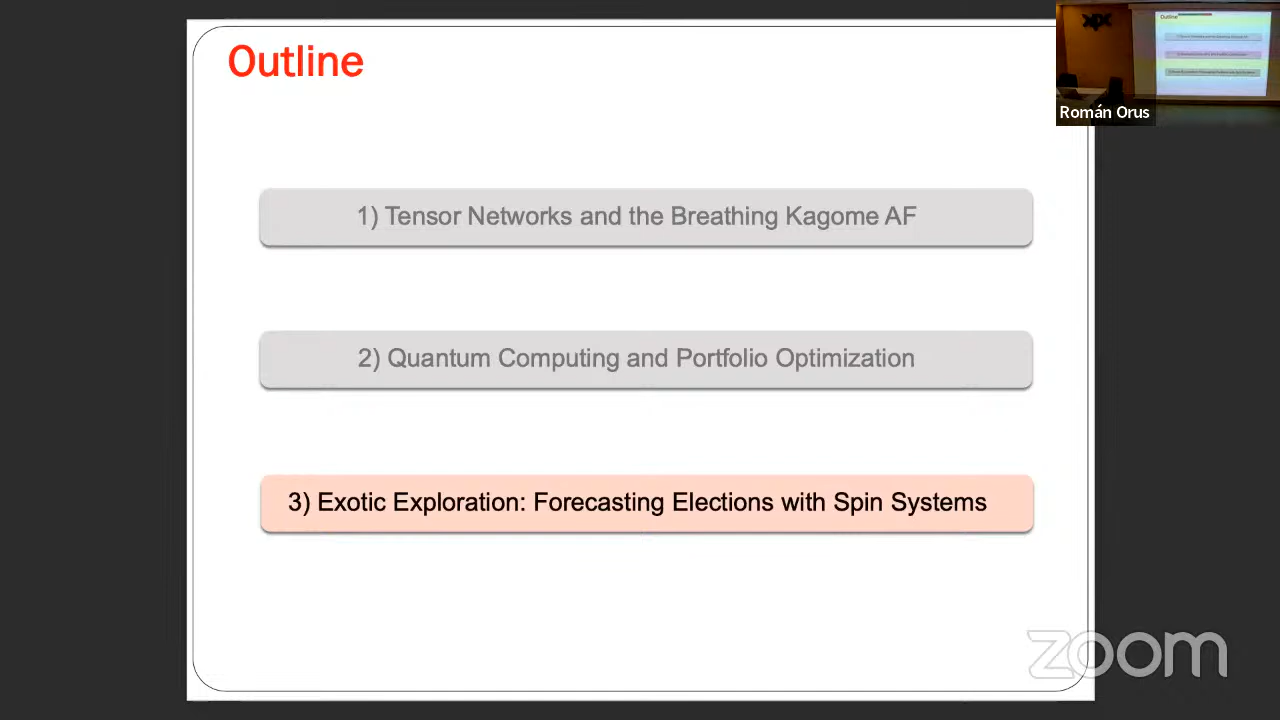 Outline
1) Tensor Networks and the Breathing Kagome AF
2) Quantum Computing and Portfolio Optimization
3) Exotic Exploration: Forecasting Elections with Spin Systems
Outline
Román Orus
zoom